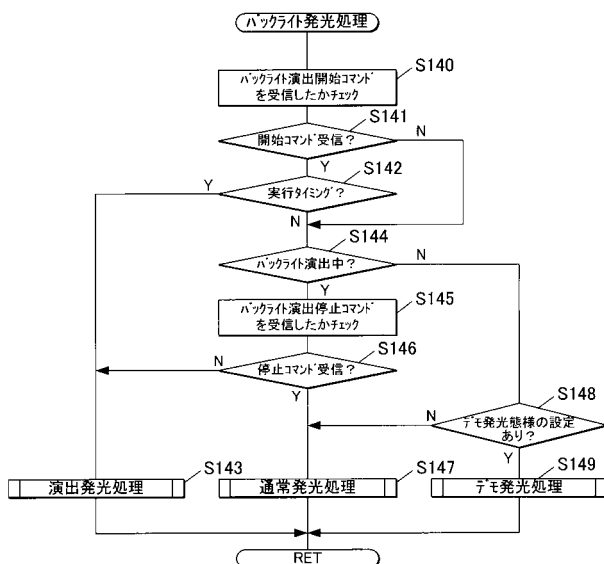 バックライト発光処理
S140
バックライト演出開始コマンド
を受信したかチェック
S141
開始コマンド受信？
N
Y
S142
Y
実行タイミング？
N
S144
N
バックライト演出中？
Y
S145
バックライト演出停止コマンド
を受信したかチェック
S146
N
停止コマンド受信？
Y
S148
N
デモ発光態様の設定
あり？
Y
S143
演出発光処理
S147
通常発光処理
S149
デモ発光処理
RET